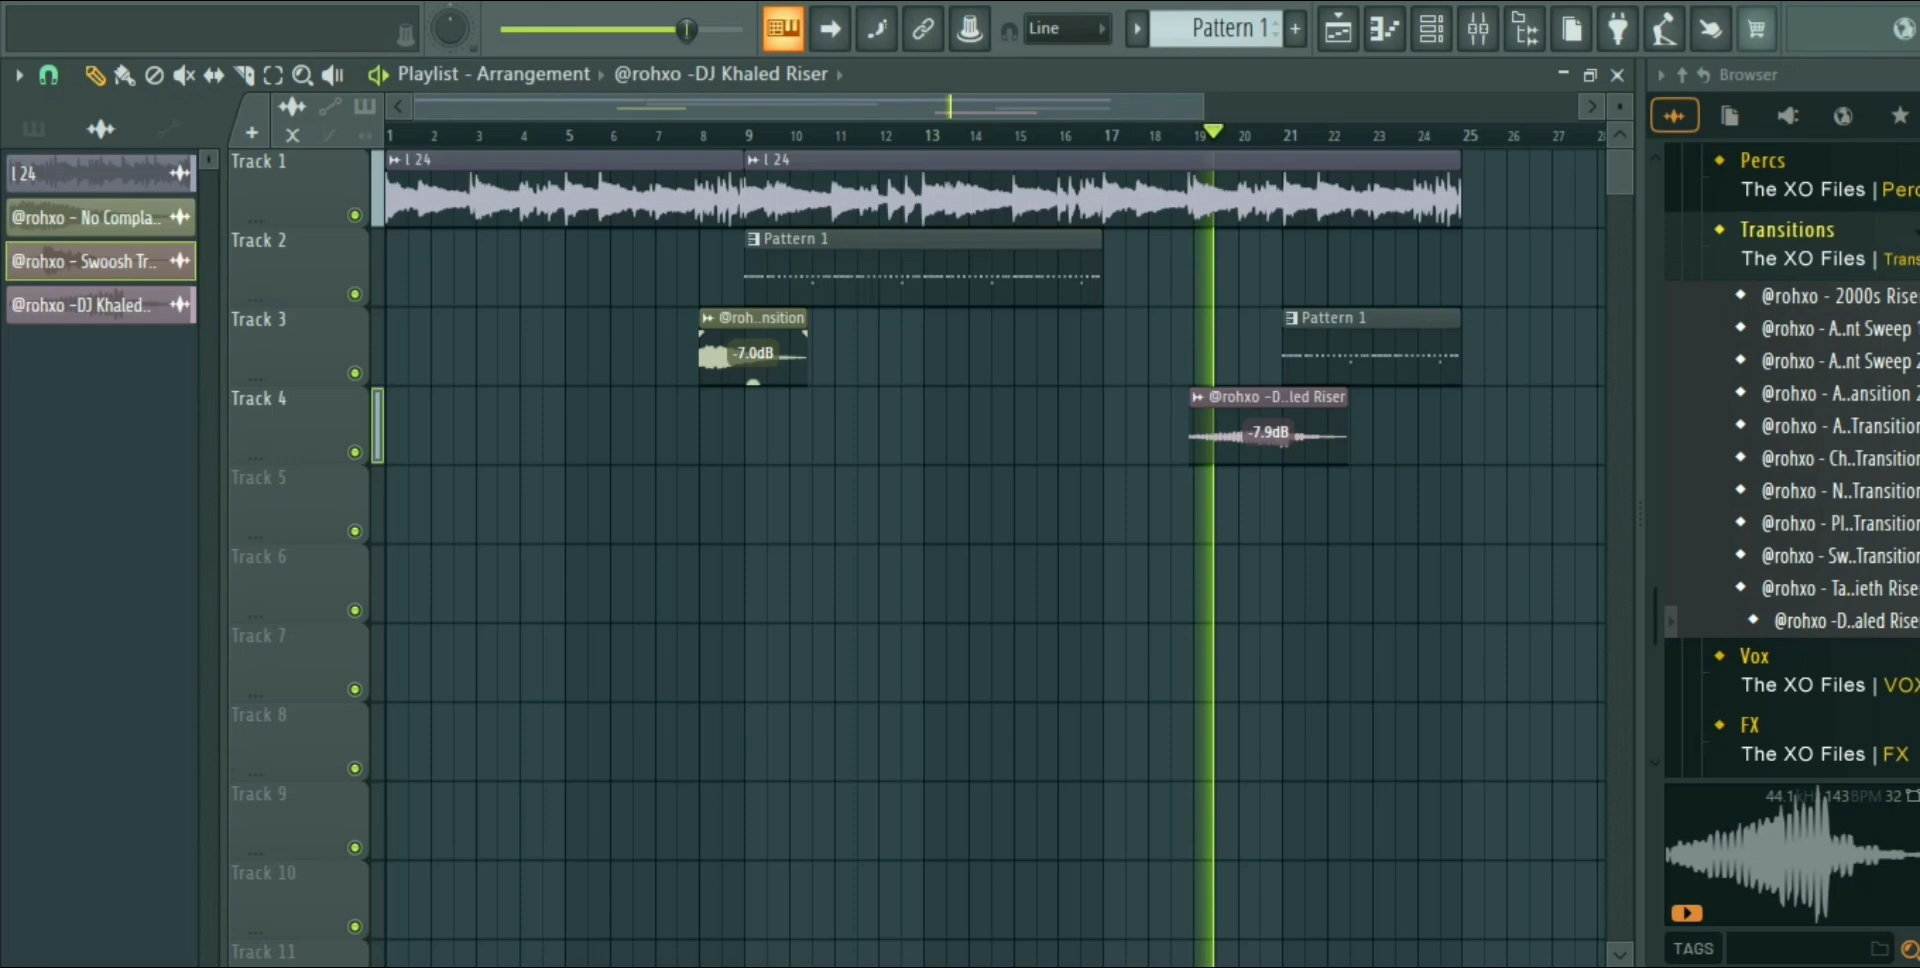 Line
Pattern 1
+
Playlist - Arrangement › @rohxo -DJ Khaled Riser ›
Browser
1 2 3 4 5 6 7 8 9 10 11 12 13 14 15 16 17 18 19 20 21 22 23 24 25 26 27
l 24
@rohxo - No Compla..
@rohxo - Swoosh Tr..
@rohxo -DJ Khaled..
Track 1
l 24
l 24
Track 2
Pattern 1
Track 3
@roh..nsition
-7.0dB
Pattern 1
Track 4
@rohxo -D..led Riser
-7.9dB
Track 5
Track 6
Track 7
Track 8
Track 9
Track 10
Track 11
Percs
The XO Files | Perc
Transitions
The XO Files | Trans
@rohxo - 2000s Rise
@rohxo - A..nt Sweep 1
@rohxo - A..nt Sweep 2
@rohxo - A..ansition 2
@rohxo - A..Transition
@rohxo - Ch..Transition
@rohxo - N..Transition
@rohxo - Pl..Transition
@rohxo - Sw..Transition
@rohxo - Ta..ieth Rise
@rohxo -D..aled Rise
Vox
The XO Files | VOX
FX
The XO Files | FX
44.1kHz 143BPM 32
TAGS